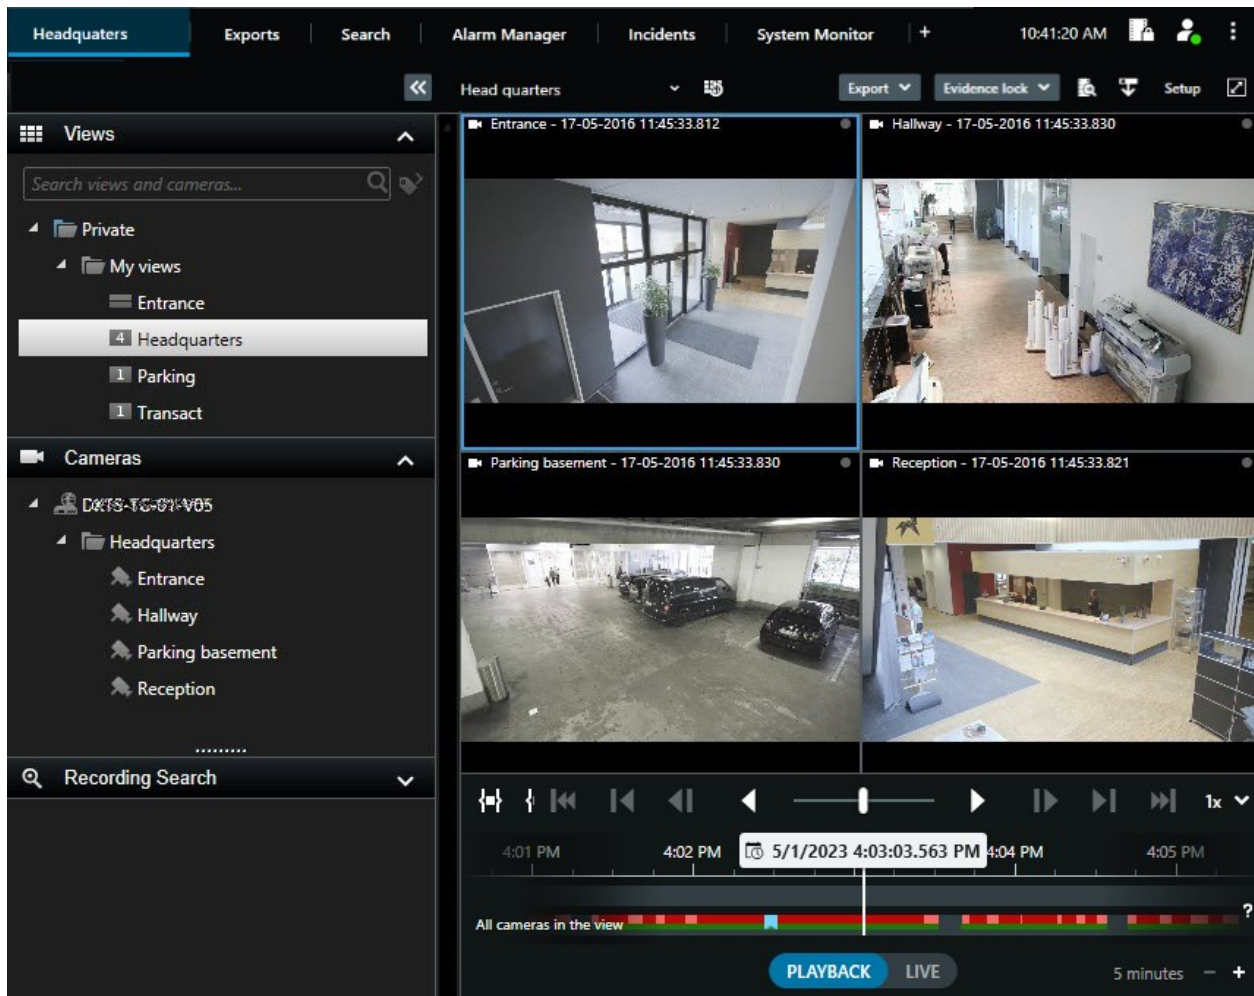 Headquaters Exports Search Alarm Manager Incidents System Monitor + 10:41:20 AM
Head quarters Export Evidence lock Setup
Views
Search views and cameras...
Private
My views
Entrance
4 Headquarters
1 Parking
1 Transact
Cameras
Headquarters
Entrance
Hallway
Parking basement
Reception
Recording Search
Entrance - 17-05-2016 11:45:33.812
Hallway - 17-05-2016 11:45:33.830
Parking basement - 17-05-2016 11:45:33.830
Reception - 17-05-2016 11:45:33.821
1x
4:01 PM 4:02 PM 5/1/2023 4:03:03.563 PM 4:04 PM 4:05 PM
All cameras in the view ?
PLAYBACK LIVE
5 minutes - +